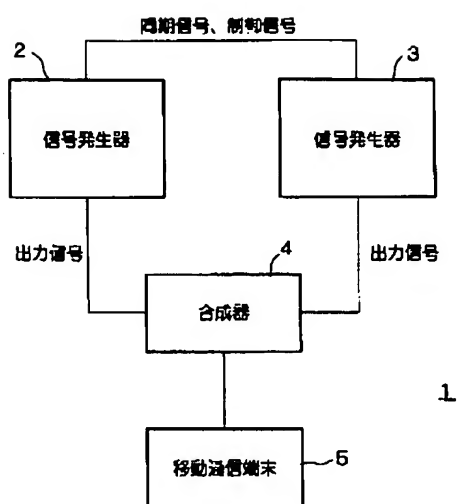 同期信号、制御信号
2
3
信号発生器
信号発生器
出力信号
出力信号
4
合成器
1
移動通信端末
5